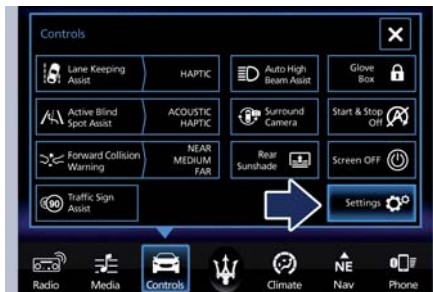 Controls
X
Lane Keeping
Assist
HAPTIC
Auto High
Beam Assist
Glove
Box
Active Blind
Spot Assist
ACOUSTIC
HAPTIC
Surround
Camera
Start & Stop
Off
Forward Collision
Warning
NEAR
MEDIUM
FAR
Rear
Sunshade
Screen OFF
90
Traffic Sign
Assist
Settings
Radio
Media
Controls
Climate
NE
Nav
Phone